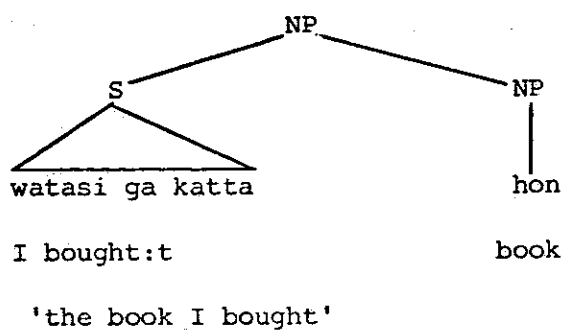 NP
S NP
watasi ga katta hon
I bought:t book
'the book I bought'